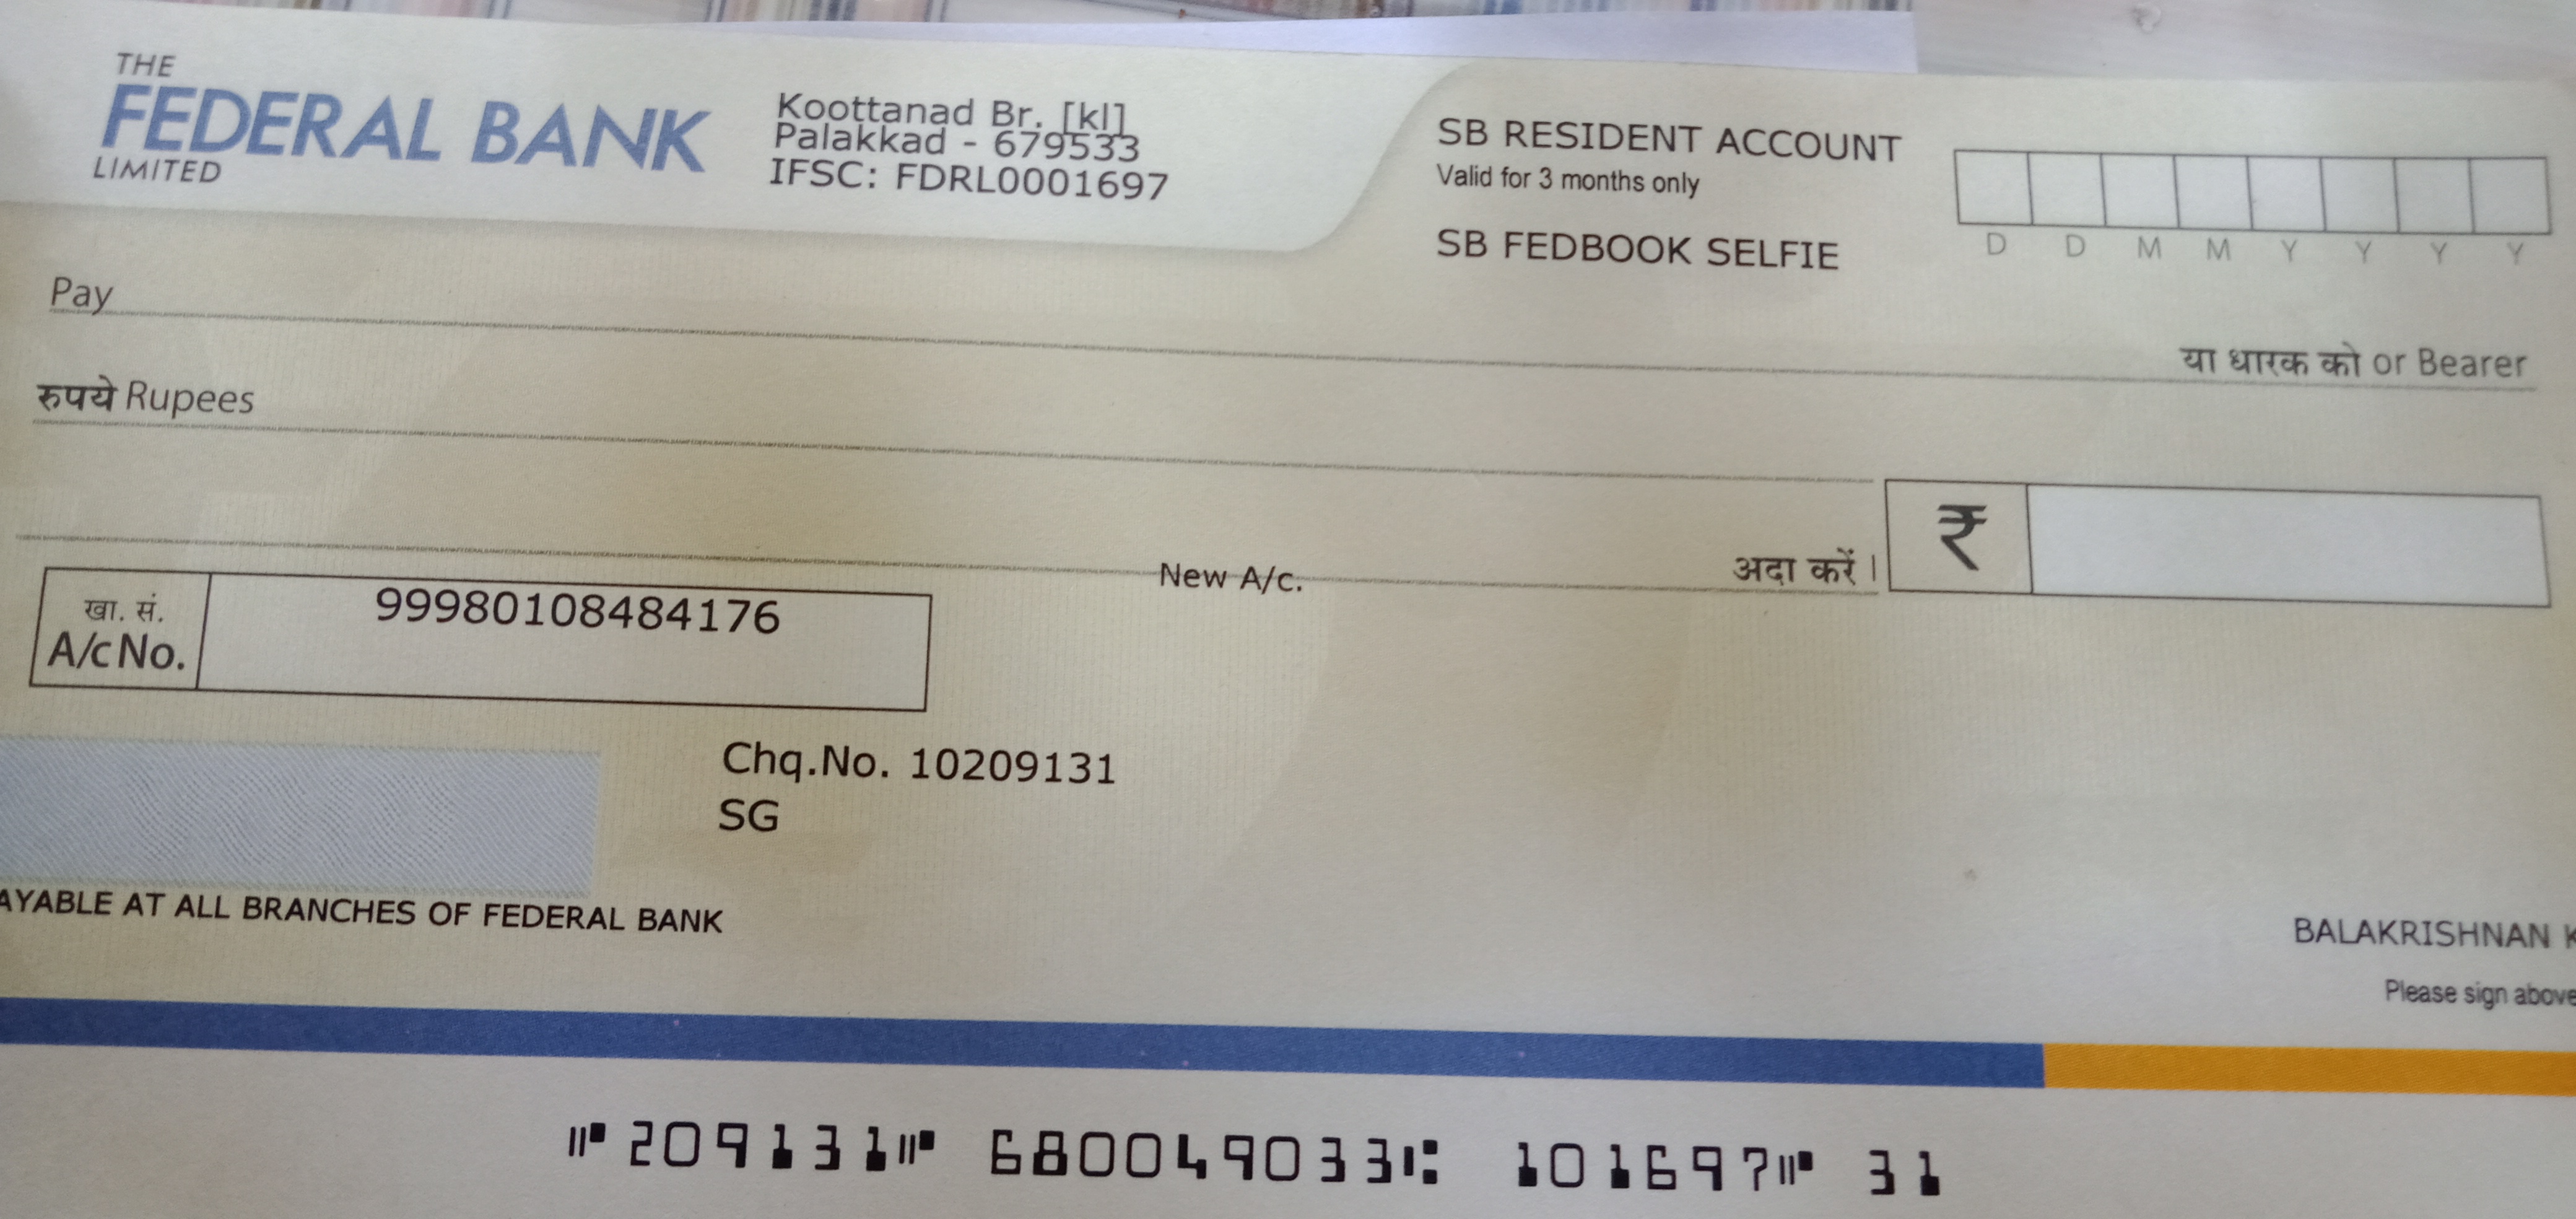 THE
FEDERAL BANK
LIMITED
Koottanad Br. [kl]
Palakkad - 679533
IFSC: FDRL0001697
SB RESIDENT ACCOUNT
Valid for 3 months only
SB FEDBOOK SELFIE
D D M M Y Y Y Y
Pay
या धारक को or Bearer
रुपये Rupees
अदा करें।
₹
खा. सं.
A/c No.
99980108484176
New A/c.
Chq.No. 10209131
SG
AYABLE AT ALL BRANCHES OF FEDERAL BANK
BALAKRISHNAN K
Please sign above
⑈209131⑈ 680049033⑆ 101697⑈ 31